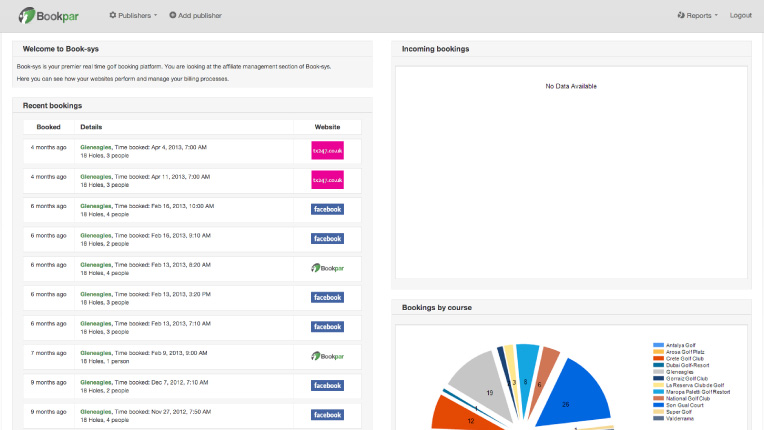 Bookpar
Publishers
Add publisher
Reports
Logout
Welcome to Book-sys
Book-sys is your premier real time golf booking platform. You are looking at the affiliate management section of Book-sys.
Here you can see how your websites perform and manage your billing processes.
Recent bookings
Booked Details Website
4 months ago Gleneagles, Time booked: Apr 4, 2013, 7:00 AM
18 Holes, 3 people
4 months ago Gleneagles, Time booked: Apr 11, 2013, 7:00 AM
18 Holes, 3 people
6 months ago Gleneagles, Time booked: Feb 16, 2013, 10:00 AM facebook
18 Holes, 4 people
6 months ago Gleneagles, Time booked: Feb 16, 2013, 9:10 AM facebook
18 Holes, 2 people
6 months ago Gleneagles, Time booked: Feb 13, 2013, 8:20 AM Bookpar
18 Holes, 4 people
6 months ago Gleneagles, Time booked: Feb 13, 2013, 3:20 PM facebook
18 Holes, 3 people
6 months ago Gleneagles, Time booked: Feb 13, 2013, 7:10 AM facebook
18 Holes, 3 people
7 months ago Gleneagles, Time booked: Feb 9, 2013, 9:00 AM Bookpar
18 Holes, 1 person
9 months ago Gleneagles, Time booked: Dec 7, 2012, 7:10 AM facebook
18 Holes, 2 people
9 months ago Gleneagles, Time booked: Nov 27, 2012, 7:50 AM facebook
18 Holes, 4 people
Incoming bookings
No Data Available
Bookings by course
12
1
19
3
8
6
26
Antalya Golf
Arosa Golf Platz
Crete Golf Club
Dubai Golf-Resort
Gleneagles
Gornaiz Golf Club
La Reserva Club de Golf
Maropa Paletti Golf Restort
National Golf Club
Son Gual Court
Super Golf
Valderrama